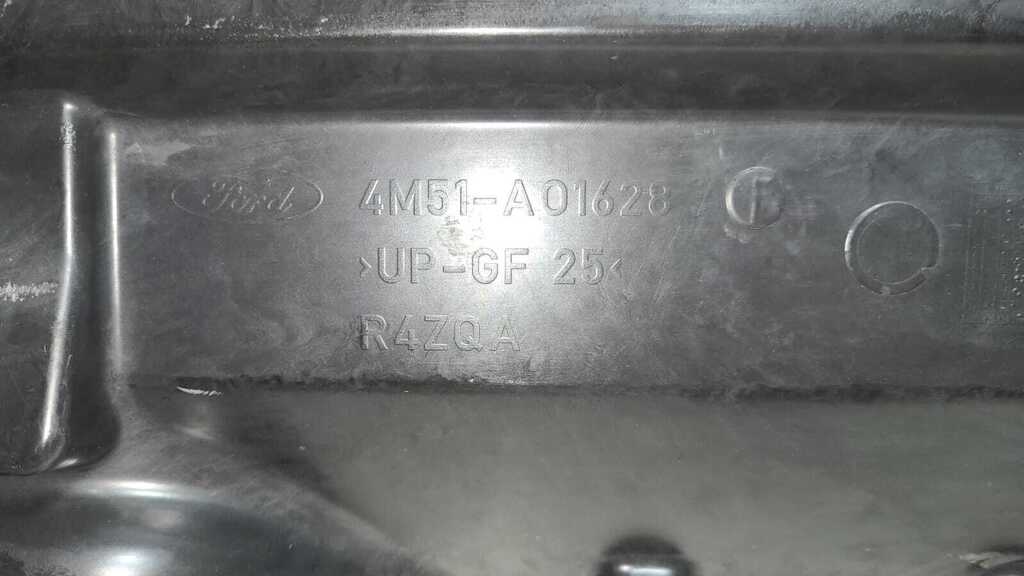 Ford 4M51-A01628
>UP-GF 25<
R4ZQA